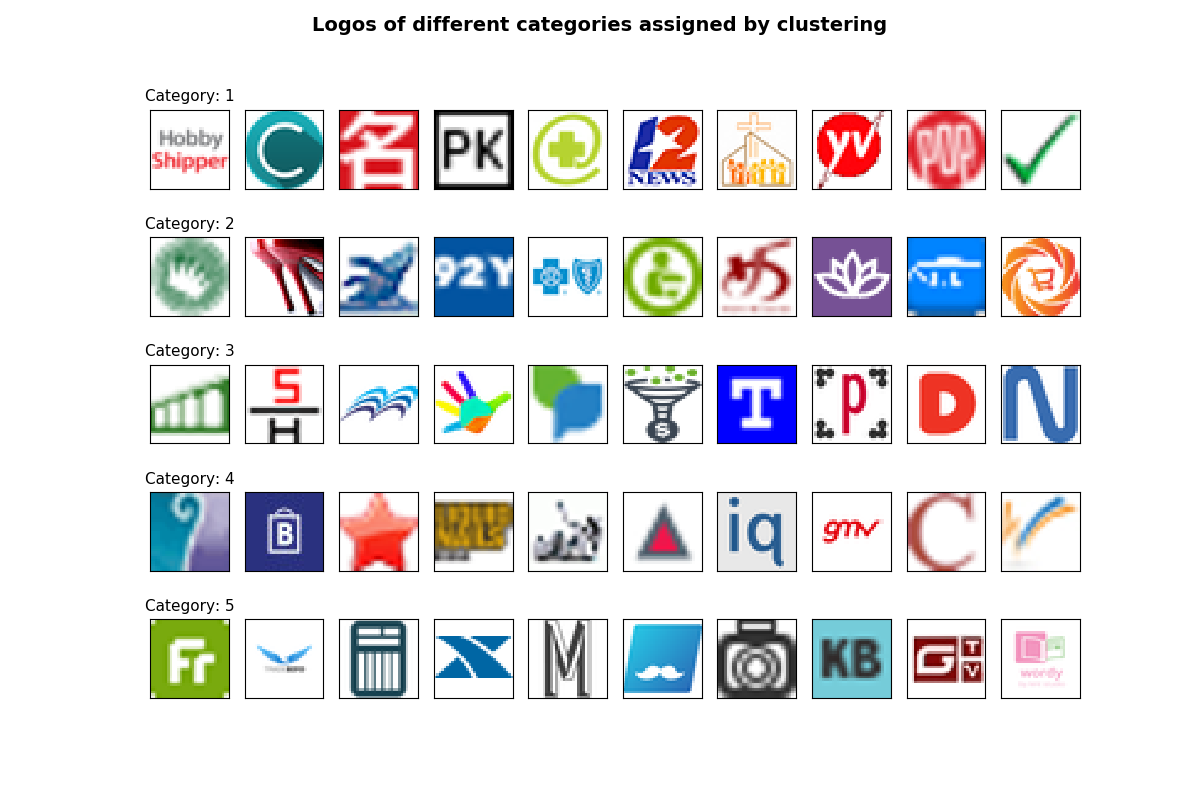 Logos of different categories assigned by clustering
Category: 1
Hobby
Shipper
C
名
PK
12
NEWS
yv
POP
Category: 2
92Y
Category: 3
S
H
$
T
p
D
N
Category: 4
B
iq
gmv
C
Category: 5
Fr
M
KB
G T
V
wordy